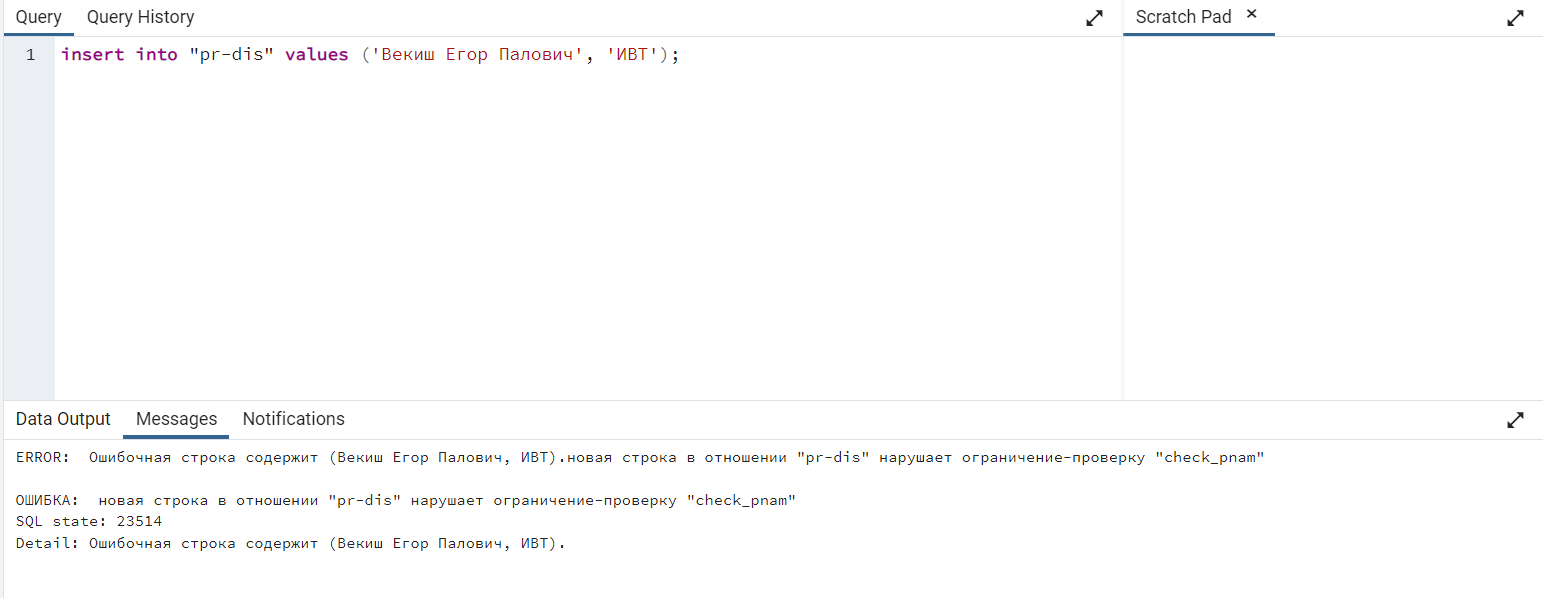 Query Query History
Scratch Pad ×
1 insert into "pr-dis" values ('Векиш Егор Палович', 'ИВТ');
Data Output Messages Notifications
ERROR:  Ошибочная строка содержит (Векиш Егор Палович, ИВТ).новая строка в отношении "pr-dis" нарушает ограничение-проверку "check_pnam"
ОШИБКА:  новая строка в отношении "pr-dis" нарушает ограничение-проверку "check_pnam"
SQL state: 23514
Detail: Ошибочная строка содержит (Векиш Егор Палович, ИВТ).